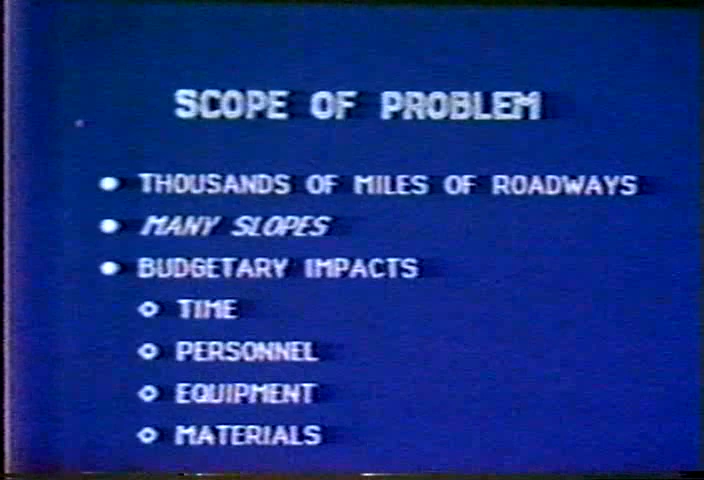 SCOPE OF PROBLEM
THOUSANDS OF MILES OF ROADWAYS
MANY SLOPES
BUDGETARY IMPACTS
TIME
PERSONNEL
EQUIPMENT
MATERIALS